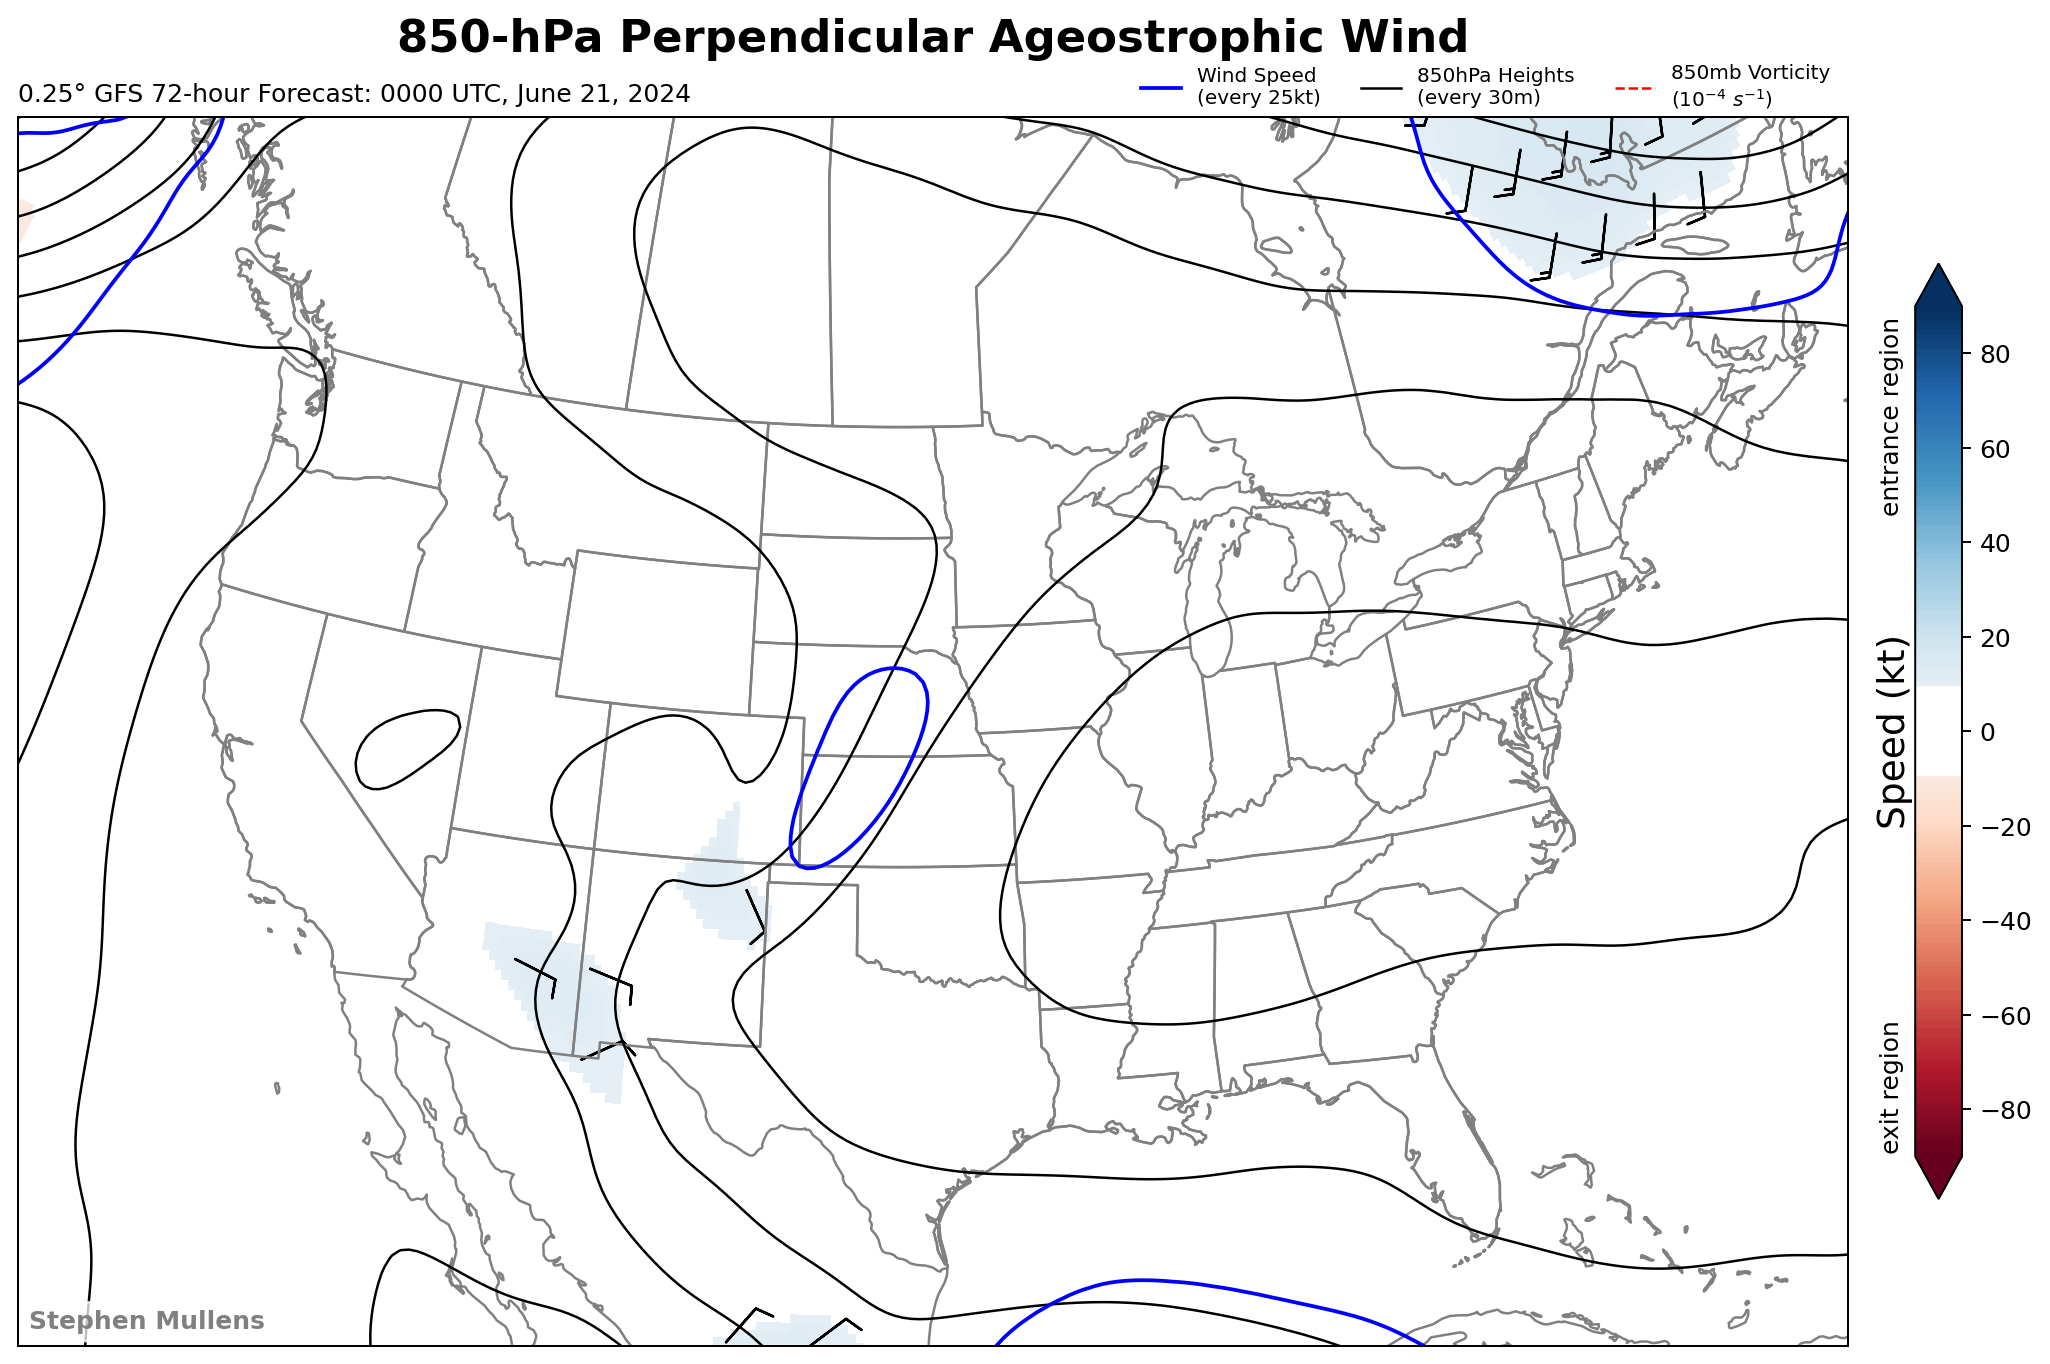 850-hPa Perpendicular Ageostrophic Wind
0.25° GFS 72-hour Forecast: 0000 UTC, June 21, 2024
Wind Speed
(every 25kt)
850hPa Heights
(every 30m)
850mb Vorticity
(10⁻⁴ s⁻¹)
entrance region
Speed (kt)
exit region
80
60
40
20
0
−20
−40
−60
−80
Stephen Mullens